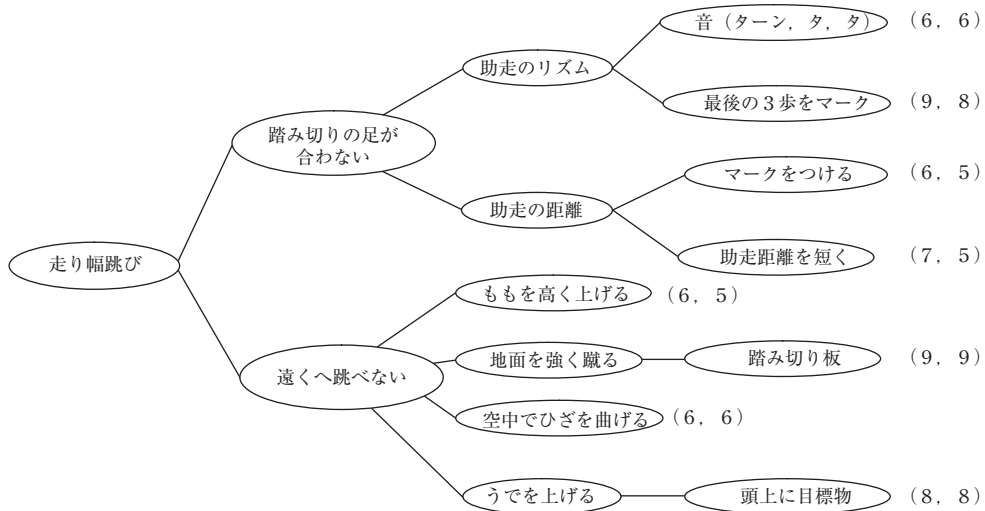 音（ターン，タ，タ）（6，6）
助走のリズム
最後の３歩をマーク（9，8）
踏み切りの足が
合わない
マークをつける（6，5）
助走の距離
助走距離を短く（7，5）
走り幅跳び
ももを高く上げる（6，5）
地面を強く蹴る
踏み切り板（9，9）
遠くへ跳べない
空中でひざを曲げる（6，6）
うでを上げる
頭上に目標物（8，8）